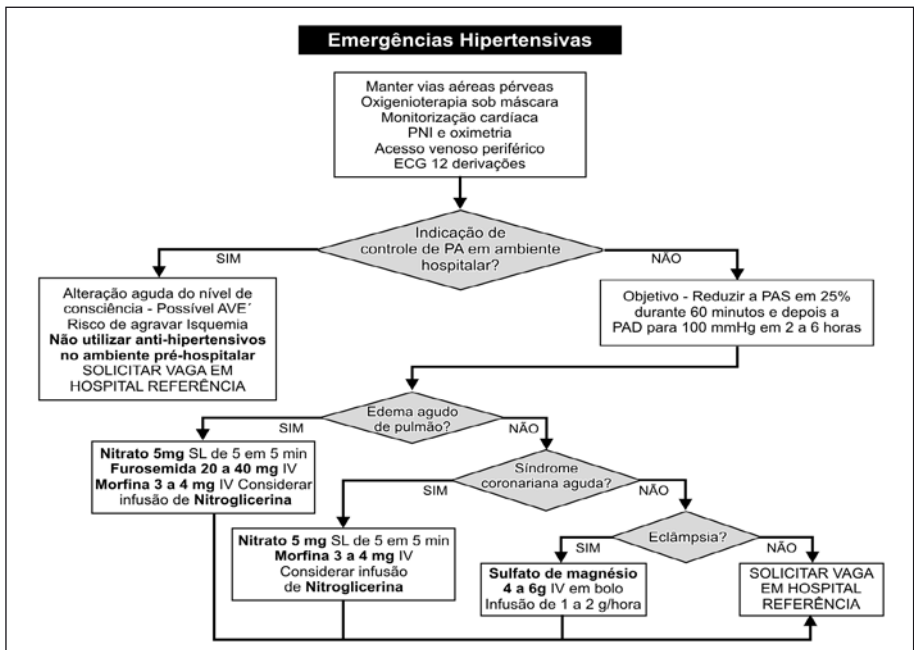 Emergências Hipertensivas
Manter vias aéreas pérveas
Oxigenioterapia sob máscara
Monitorização cardíaca
PNI e oximetria
Acesso venoso periférico
ECG 12 derivações
Indicação de
controle de PA em ambiente
hospitalar?
SIM
NÃO
Alteração aguda do nível de
consciência - Possível AVE´
Risco de agravar Isquemia
Não utilizar anti-hipertensivos
no ambiente pré-hospitalar
SOLICITAR VAGA EM
HOSPITAL REFERÊNCIA
Objetivo - Reduzir a PAS em 25%
durante 60 minutos e depois a
PAD para 100 mmHg em 2 a 6 horas
Edema agudo
de pulmão?
SIM
NÃO
Nitrato 5mg SL de 5 em 5 min
Furosemida 20 a 40 mg IV
Morfina 3 a 4 mg IV Considerar
infusão de Nitroglicerina
Síndrome
coronariana aguda?
SIM
NÃO
Nitrato 5 mg SL de 5 em 5 min
Morfina 3 a 4 mg IV
Considerar infusão
de Nitroglicerina
Eclâmpsia?
SIM
NÃO
Sulfato de magnésio
4 a 6g IV em bolo
Infusão de 1 a 2 g/hora
SOLICITAR VAGA
EM HOSPITAL
REFERÊNCIA